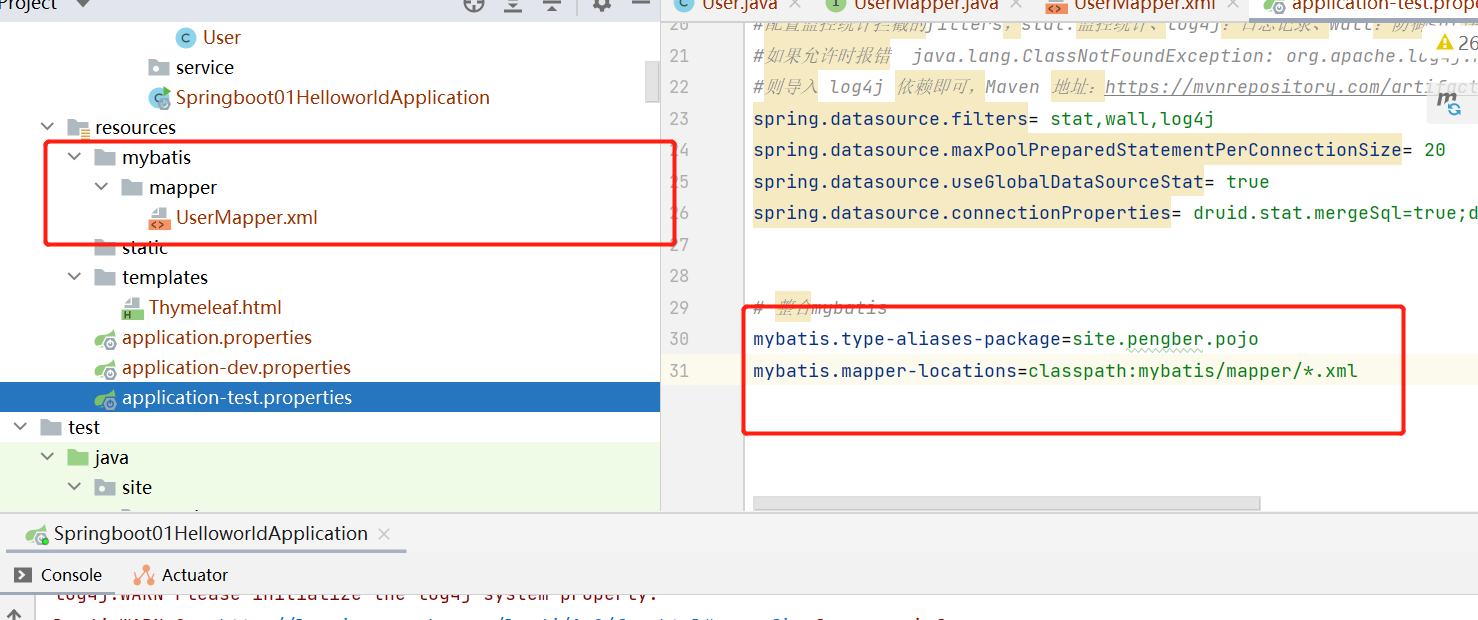 Project
User.java
UserMapper.java
UserMapper.xml
application-test.prope
User
service
Springboot01HelloworldApplication
resources
mybatis
mapper
UserMapper.xml
static
templates
Thymeleaf.html
application.properties
application-dev.properties
application-test.properties
test
java
site
26
20 #配置监控统计拦截的filters，stat:监控统计、log4j：日志记录、wall：防御
21 #如果允许时报错 java.lang.ClassNotFoundException: org.apache.log4j.
22 #则导入 log4j 依赖即可，Maven 地址：https://mvnrepository.com/artifact
23 spring.datasource.filters= stat,wall,log4j
24 spring.datasource.maxPoolPreparedStatementPerConnectionSize= 20
25 spring.datasource.useGlobalDataSourceStat= true
26 spring.datasource.connectionProperties= druid.stat.mergeSql=true;d
27
28
29 # 整合mybatis
30 mybatis.type-aliases-package=site.pengber.pojo
31 mybatis.mapper-locations=classpath:mybatis/mapper/*.xml
Springboot01HelloworldApplication
Console
Actuator
log4j:WARN Please initialize the log4j system properly.